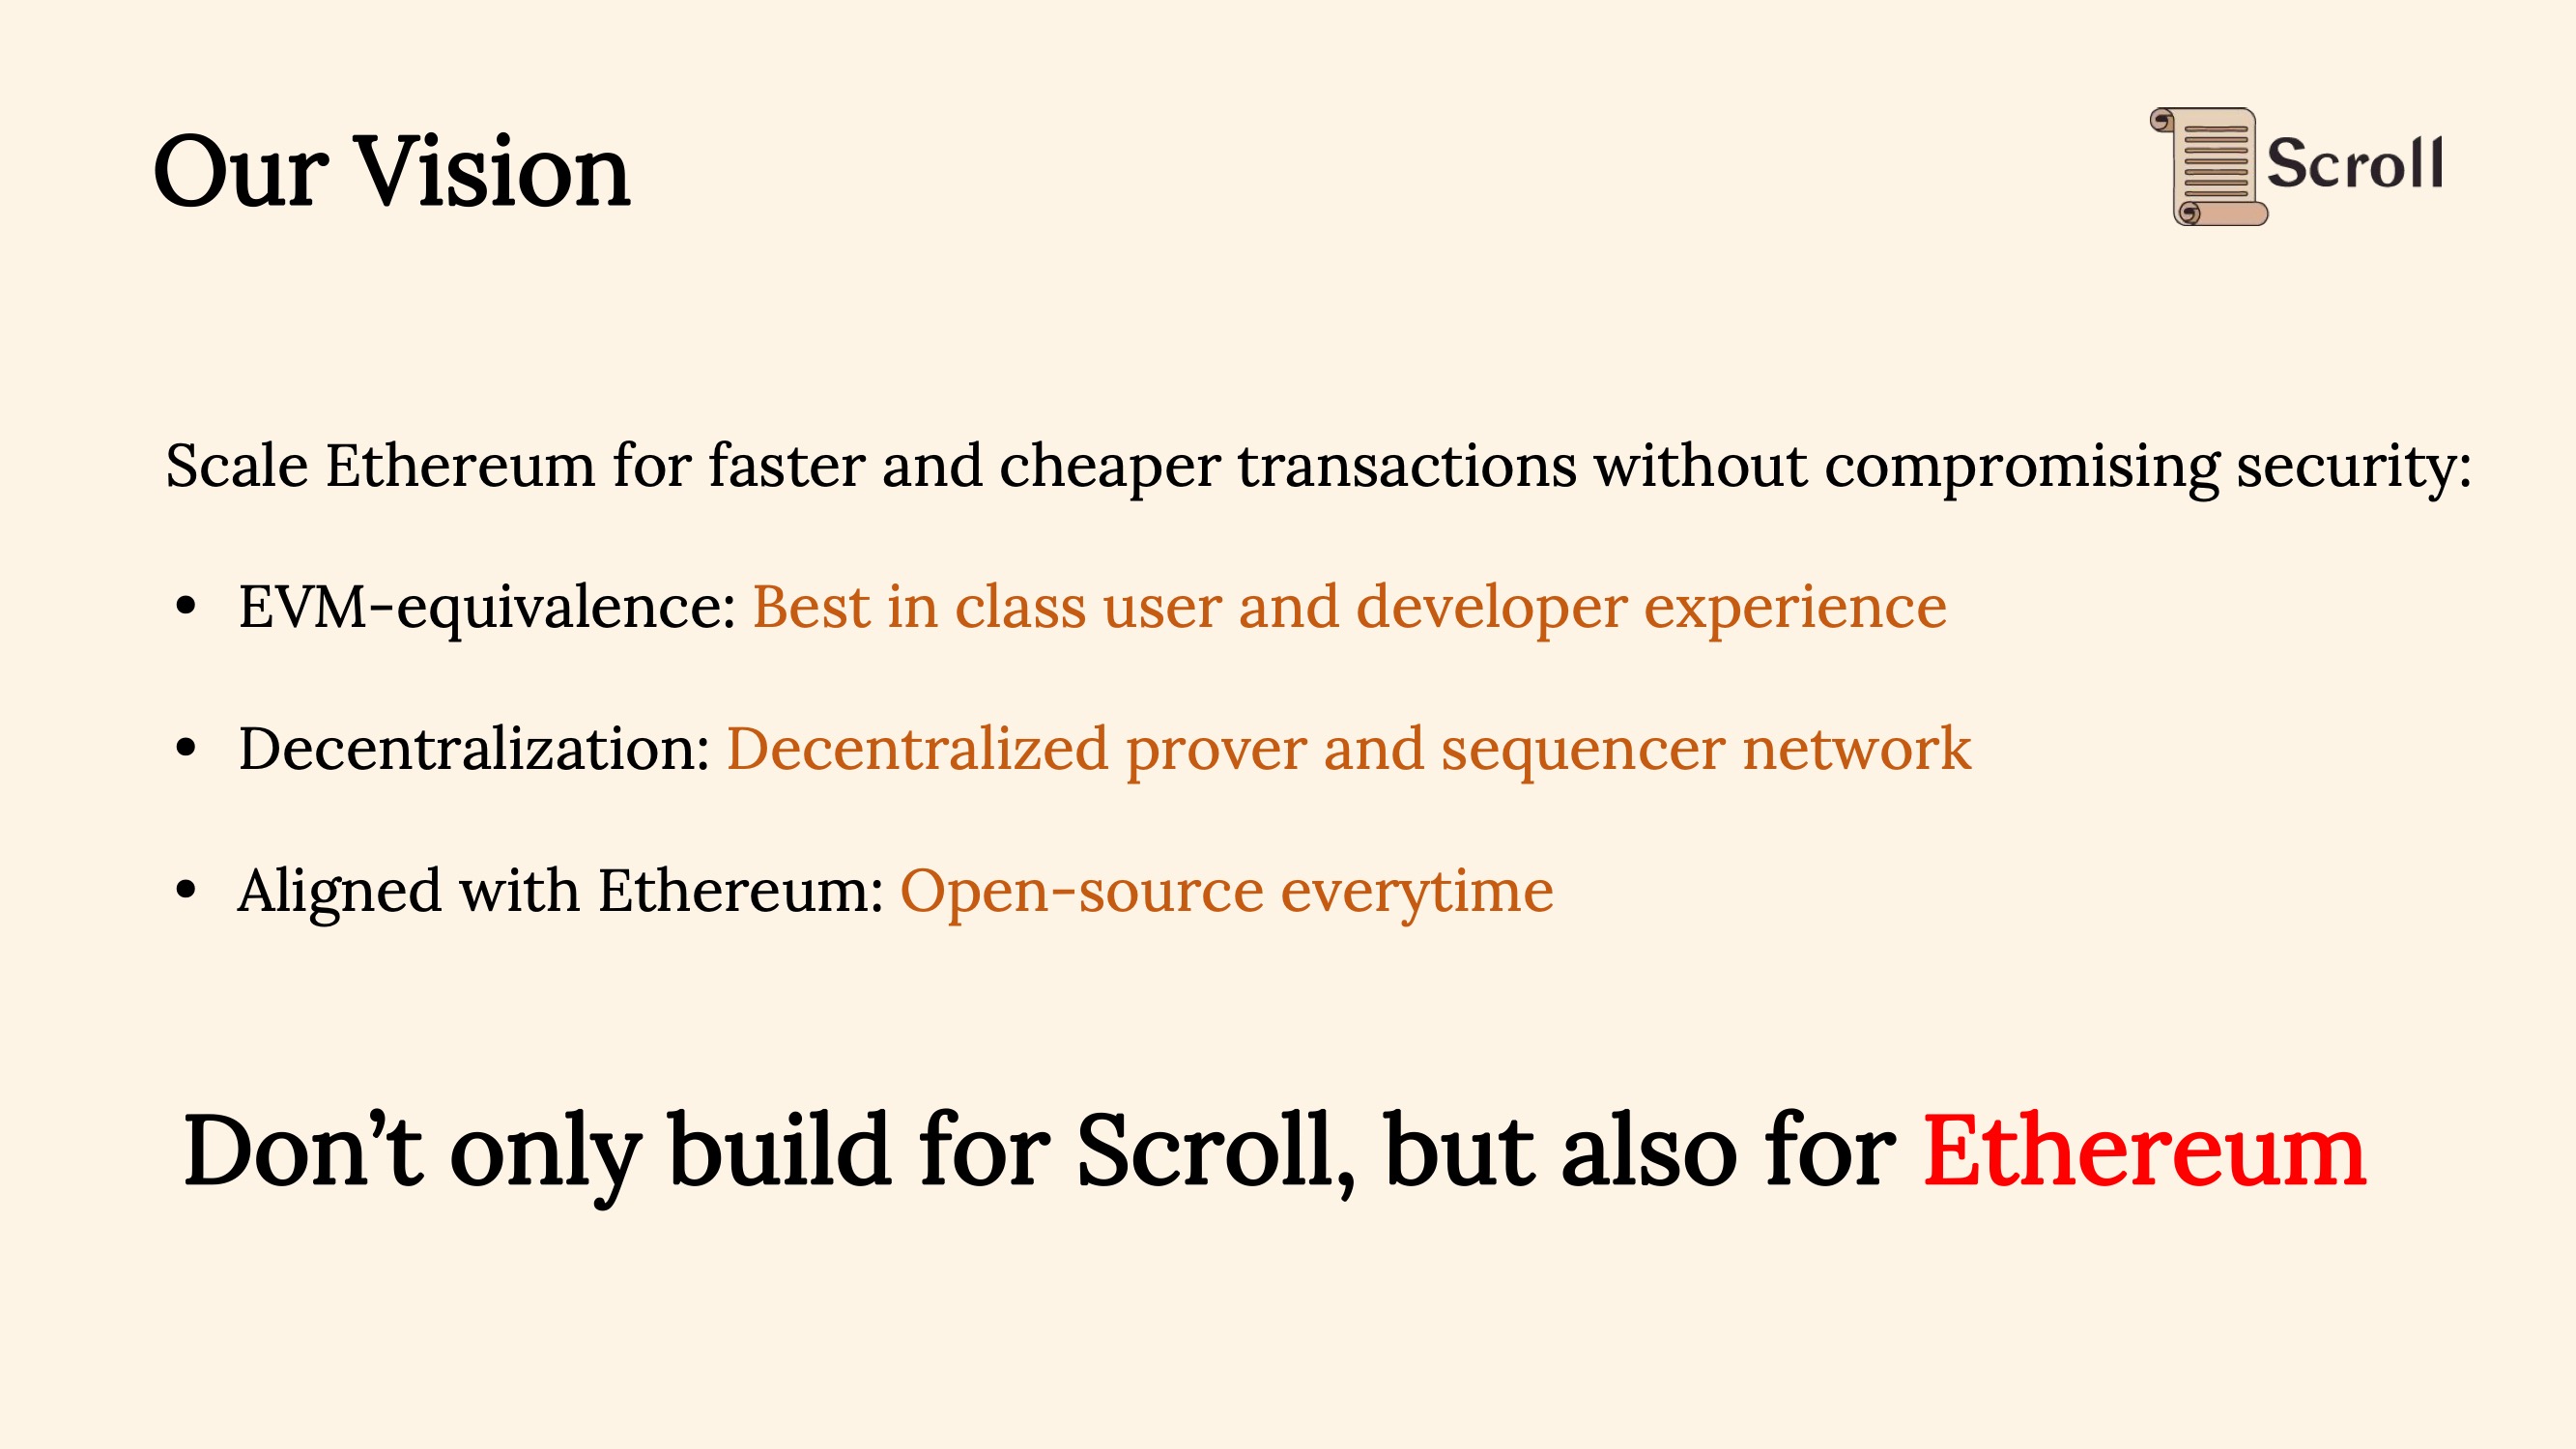 Our Vision
Scroll
Scale Ethereum for faster and cheaper transactions without compromising security:
• EVM-equivalence: Best in class user and developer experience
• Decentralization: Decentralized prover and sequencer network
• Aligned with Ethereum: Open-source everytime
Don’t only build for Scroll, but also for Ethereum